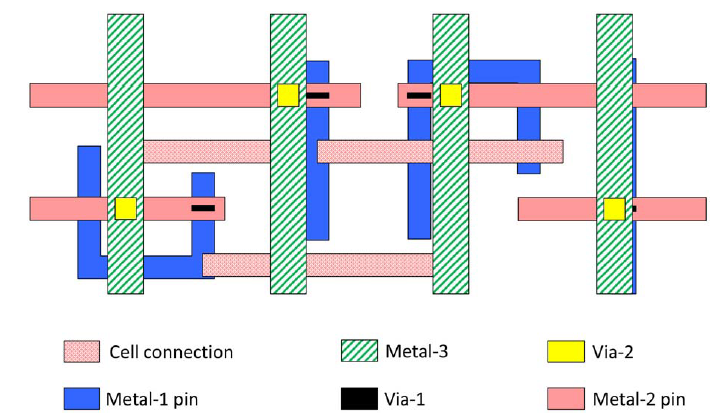 Cell connection
Metal-3
Via-2
Metal-1 pin
Via-1
Metal-2 pin